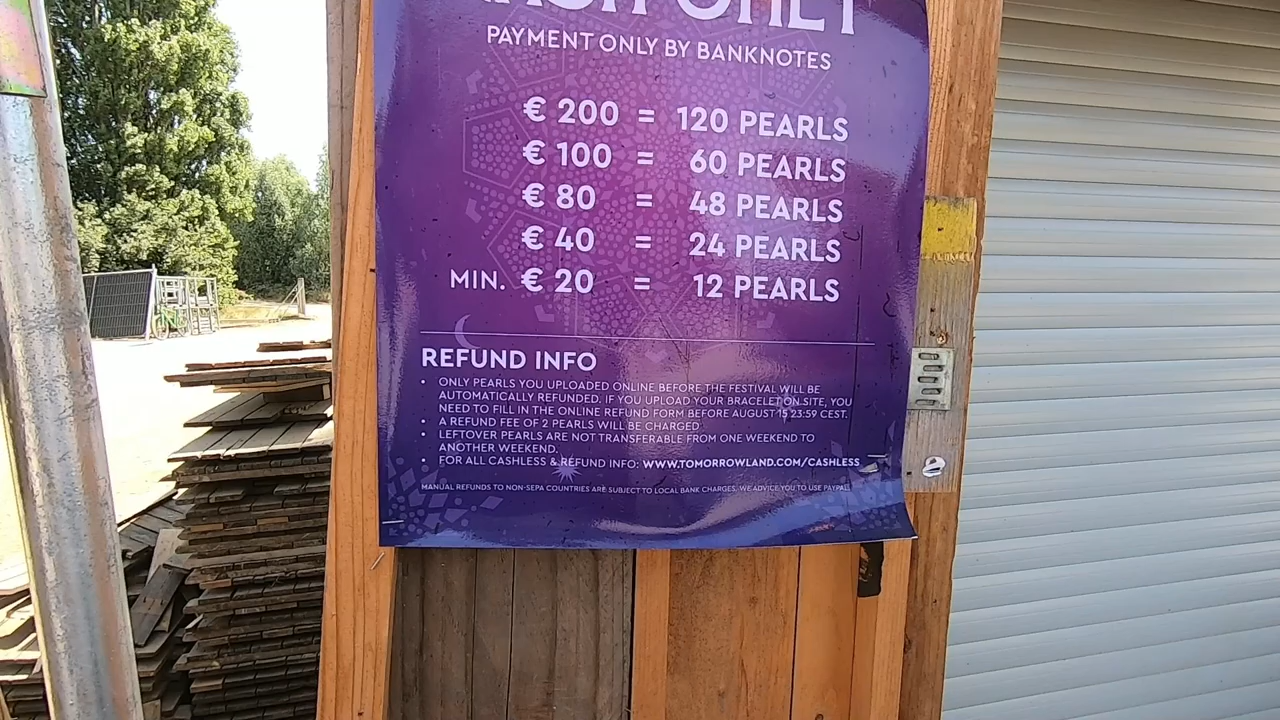 PAYMENT ONLY BY BANKNOTES
€ 200 = 120 PEARLS
€ 100 = 60 PEARLS
€ 80 = 48 PEARLS
€ 40 = 24 PEARLS
MIN. € 20 = 12 PEARLS
REFUND INFO
• ONLY PEARLS YOU UPLOADED ONLINE BEFORE THE FESTIVAL WILL BE
AUTOMATICALLY REFUNDED. IF YOU UPLOAD YOUR BRACELET ON SITE, YOU
NEED TO FILL IN THE ONLINE REFUND FORM BEFORE AUGUST 15 23:59 CEST.
• A REFUND FEE OF 2 PEARLS WILL BE CHARGED
• LEFTOVER PEARLS ARE NOT TRANSFERABLE FROM ONE WEEKEND TO
ANOTHER WEEKEND.
• FOR ALL CASHLESS & REFUND INFO: WWW.TOMORROWLAND.COM/CASHLESS
MANUAL REFUNDS TO NON-SEPA COUNTRIES ARE SUBJECT TO LOCAL BANK CHARGES. WE ADVICE YOU TO USE PAYPAL.